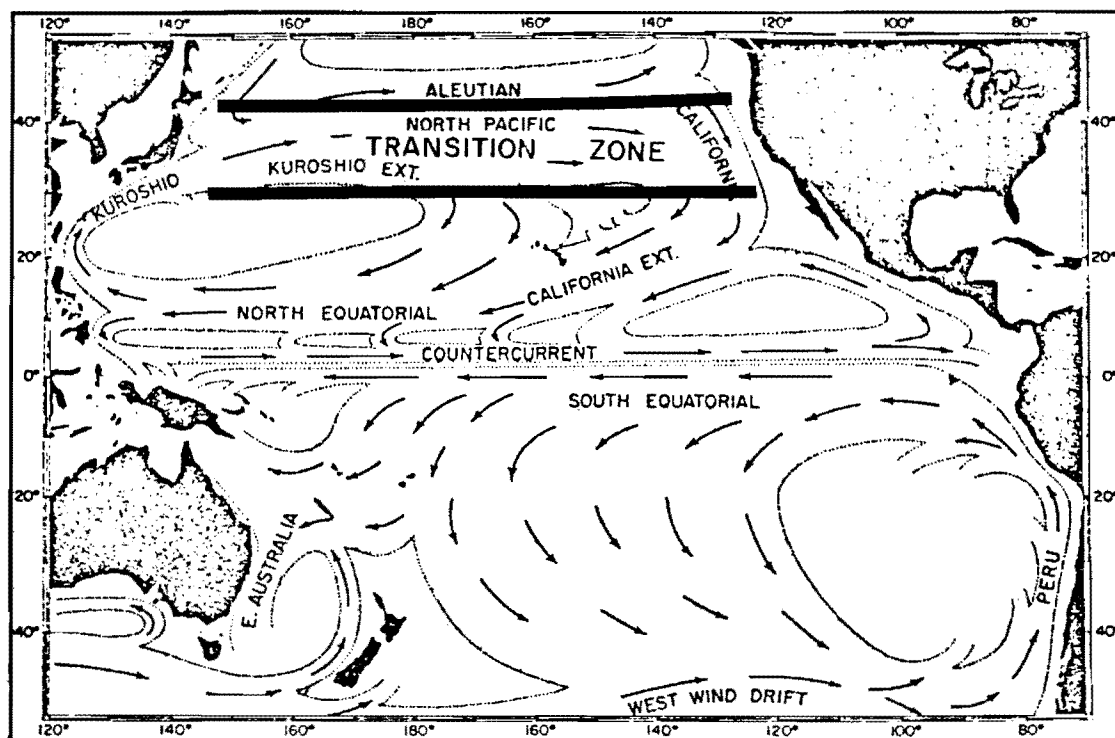 120° 140° 160° 180° 160° 140° 120° 100° 80°
ALEUTIAN
40° 40°
NORTH PACIFIC
TRANSITION ZONE
CALIFORNIA
KUROSHIO EXT.
KUROSHIO
20° 20°
CALIFORNIA EXT.
NORTH EQUATORIAL
COUNTERCURRENT
0° 0°
SOUTH EQUATORIAL
20° 20°
E. AUSTRALIA
PERU
40° 40°
WEST WIND DRIFT
120° 140° 160° 180° 160° 140° 120° 100° 80°